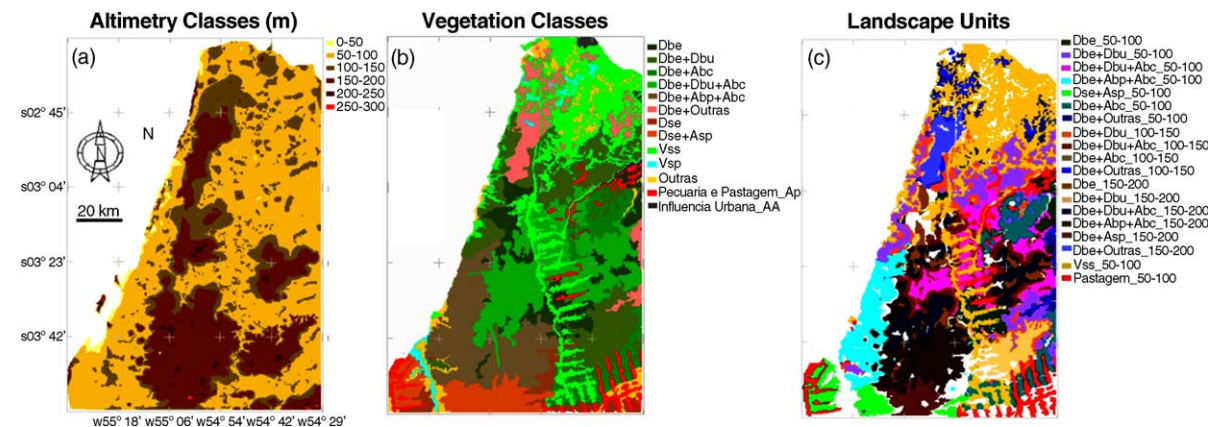 Altimetry Classes (m)
(a)
0-50
50-100
100-150
150-200
200-250
250-300
N
20 km
s02° 45'
s03° 04'
s03° 23'
s03° 42'
w55° 18' w55° 06' w54° 54' w54° 42' w54° 29'
Vegetation Classes
(b)
Dbe
Dbe+Dbu
Dbe+Abc
Dbe+Dbu+Abc
Dbe+Abp+Abc
Dbe+Outras
Dse
Dse+Asp
Vss
Vsp
Outras
Pecuaria e Pastagem_Ap
Influencia Urbana_AA
Landscape Units
(c)
Dbe_50-100
Dbe+Dbu_50-100
Dbe+Dbu+Abc_50-100
Dbe+Abp+Abc_50-100
Dse+Asp_50-100
Dbe+Abc_50-100
Dbe+Outras_50-100
Dbe+Dbu_100-150
Dbe+Dbu+Abc_100-150
Dbe+Abc_100-150
Dbe+Outras_100-150
Dbe_150-200
Dbe+Dbu_150-200
Dbe+Dbu+Abc_150-200
Dbe+Abp+Abc_150-200
Dbe+Asp_150-200
Dbe+Outras_150-200
Vss_50-100
Pastagem_50-100